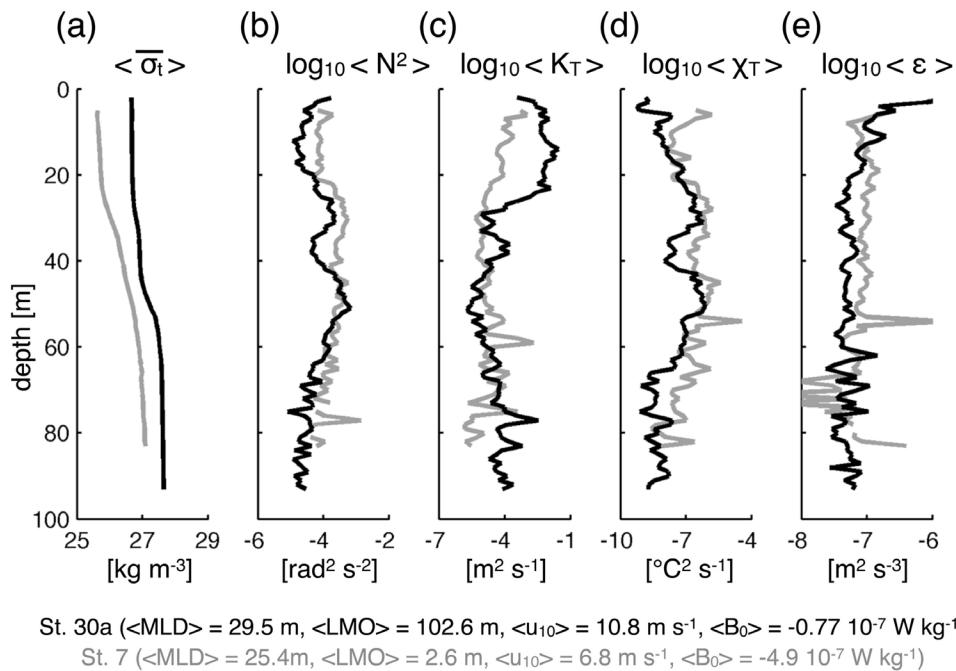 (a) (b) (c) (d) (e)
< σt > log10 < N² > log10 < KT > log10 < χT > log10 < ε >
0
20
40
60
80
100
depth [m]
25 27 29 -6 -4 -2 -7 -4 -1 -10 -7 -4 -8 -7 -6
[kg m-3] [rad² s-2] [m² s-1] [°C² s-1] [m² s-3]
St. 30a (<MLD> = 29.5 m, <LMO> = 102.6 m, <u10> = 10.8 m s-1, <B0> = -0.77 10-7 W kg-1
St. 7 (<MLD> = 25.4m, <LMO> = 2.6 m, <u10> = 6.8 m s-1, <B0> = -4.9 10-7 W kg-1)